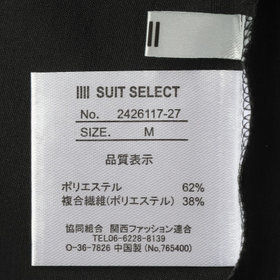 SUIT SELECT
No. 2426117-27
SIZE. M
品質表示
ポリエステル 62%
複合繊維(ポリエステル) 38%
協同組合 関西ファッション連合
TEL06-6228-8139
O-36-7826 中国製(No,765400)